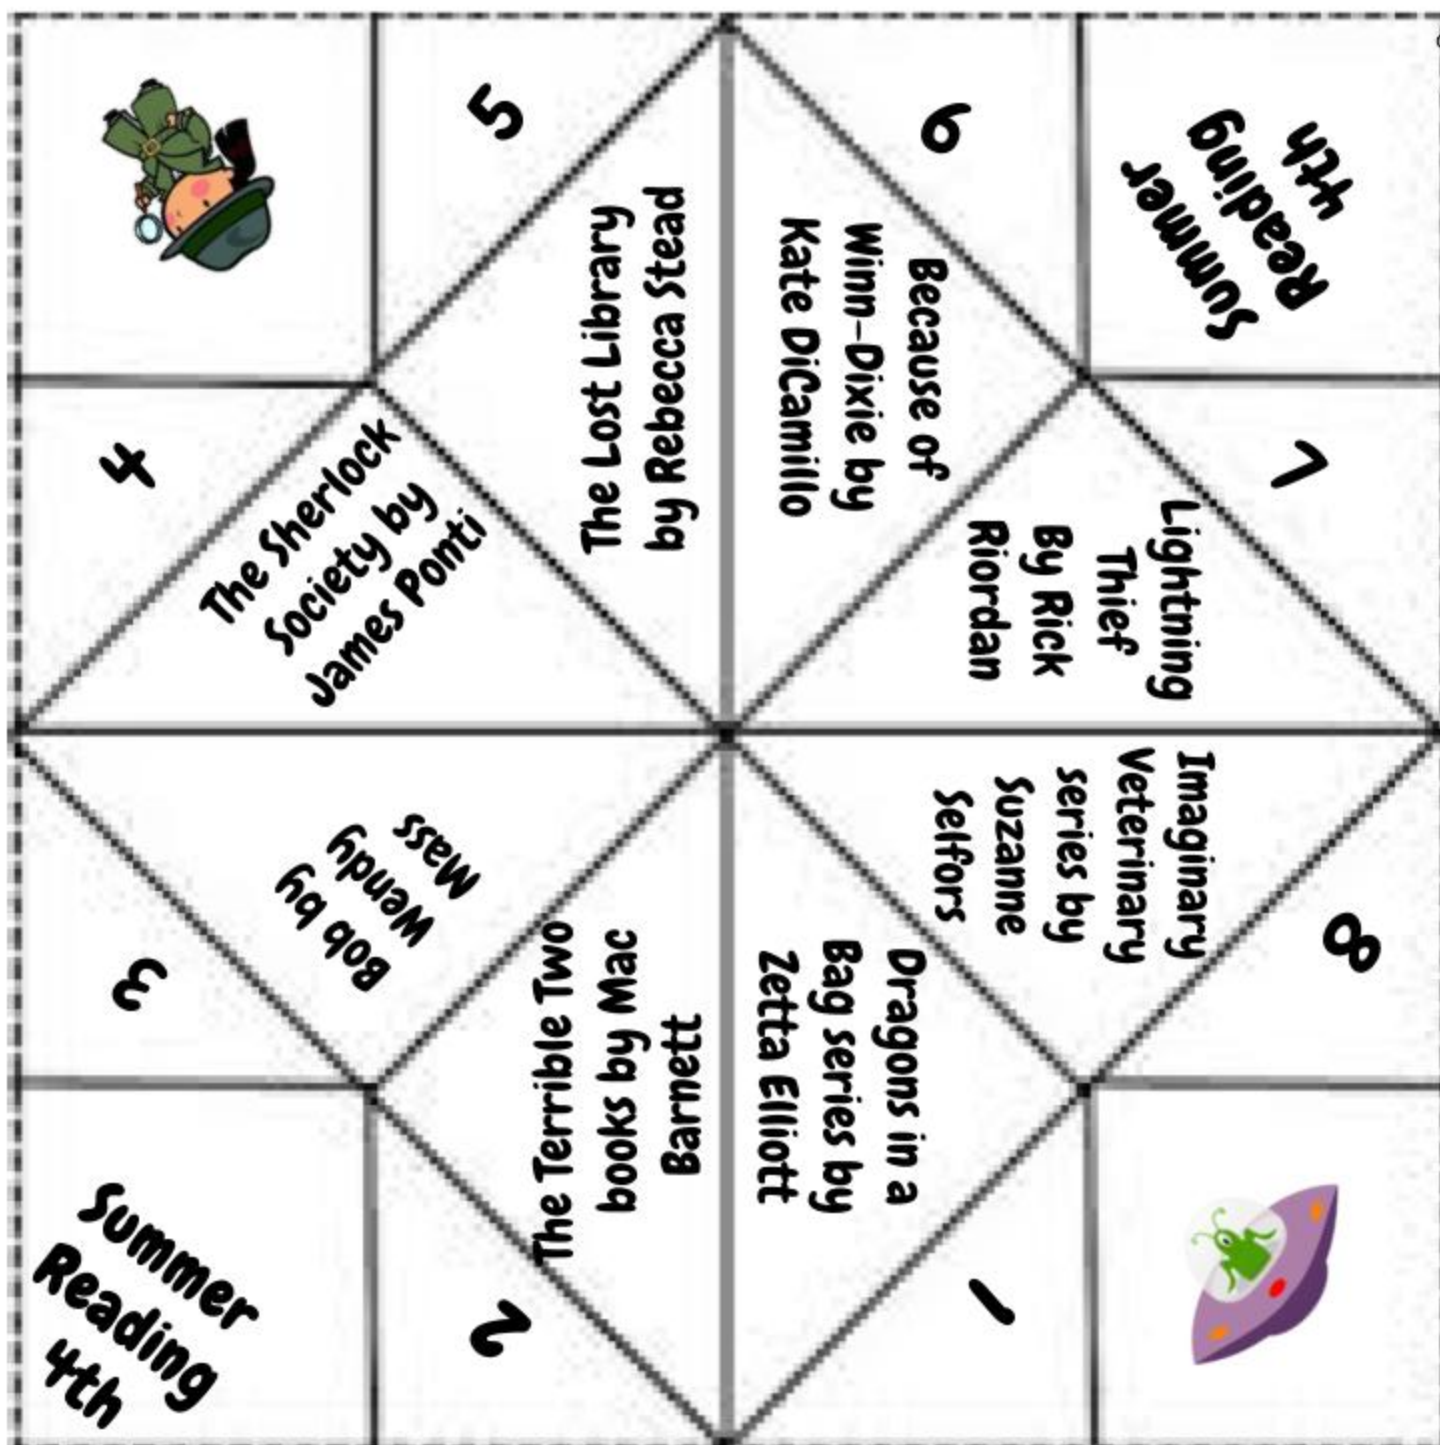 5
6
Summer
Reading
4th
The Lost Library
by Rebecca Stead
Because of
Winn-Dixie by
Kate DiCamillo
4
The Sherlock
Society by
James Ponti
7
Lightning
Thief
By Rick
Riordan
3
Bob by
Wendy
Mass
Imaginary
Veterinary
series by
Suzanne
Selfors
8
The Terrible Two
books by Mac
Barnett
Dragons in a
Bag series by
Zetta Elliott
Summer
Reading
4th
2
1